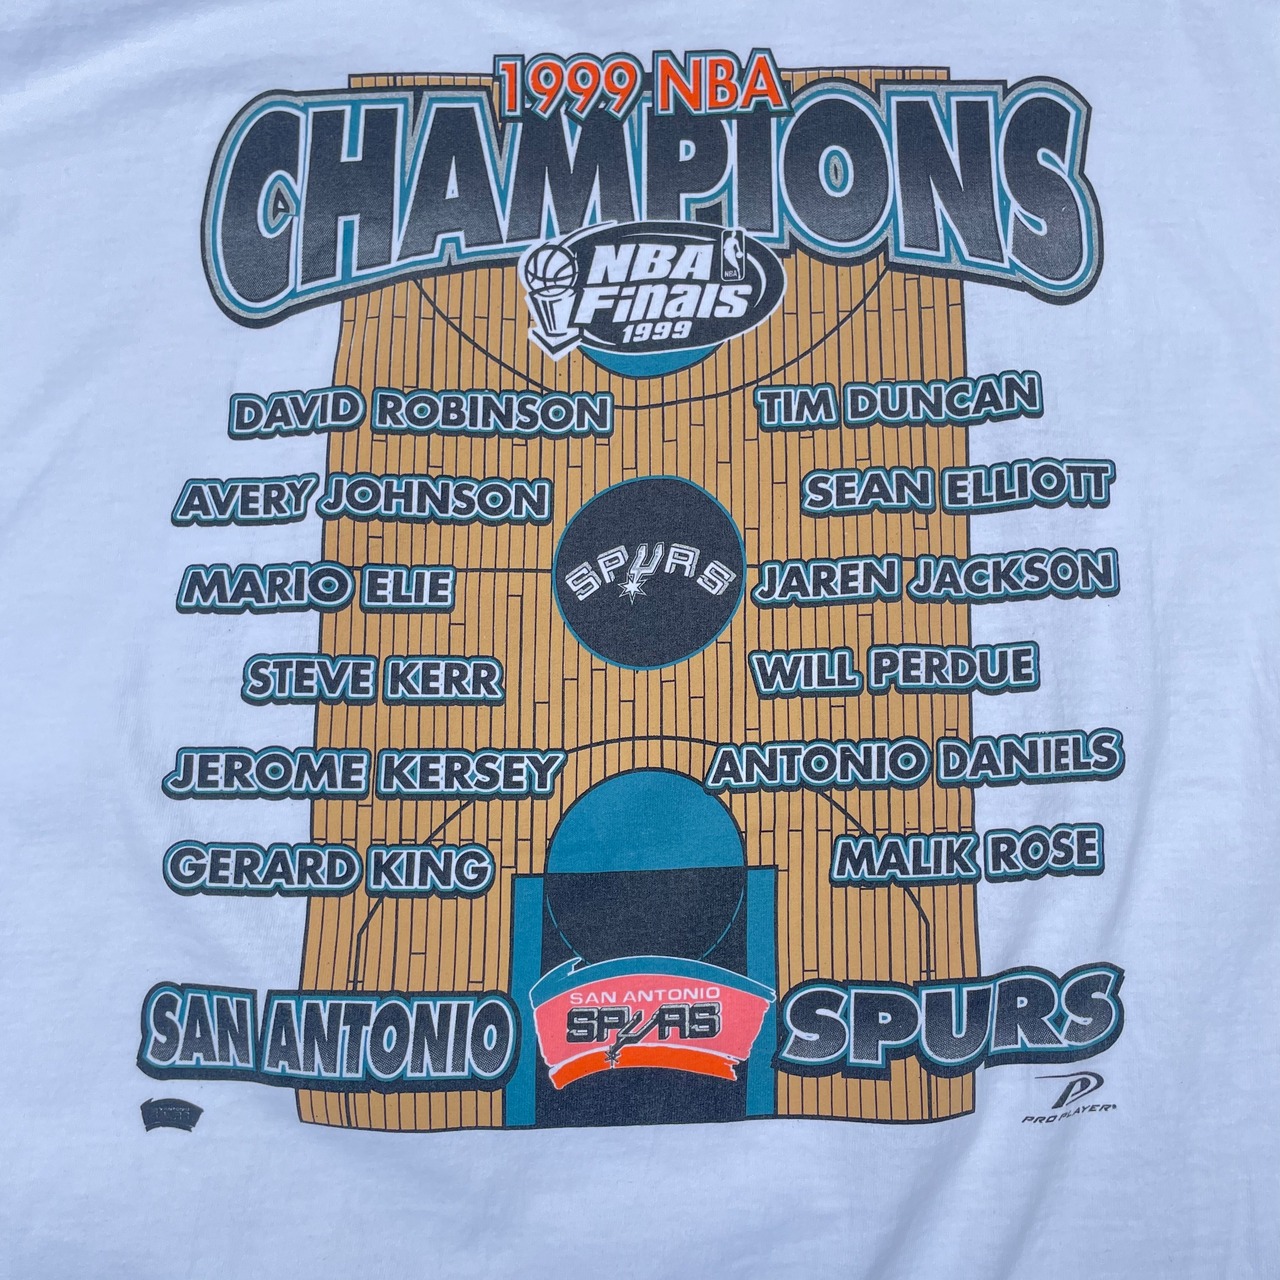 1999 NBA
CHAMPIONS
NBA
NBA
Finals
1999
DAVID ROBINSON
TIM DUNCAN
AVERY JOHNSON
SEAN ELLIOTT
SPURS
MARIO ELIE
JAREN JACKSON
STEVE KERR
WILL PERDUE
JEROME KERSEY
ANTONIO DANIELS
GERARD KING
MALIK ROSE
SAN ANTONIO
SAN ANTONIO
SPURS
SPURS
PRO PLAYER®